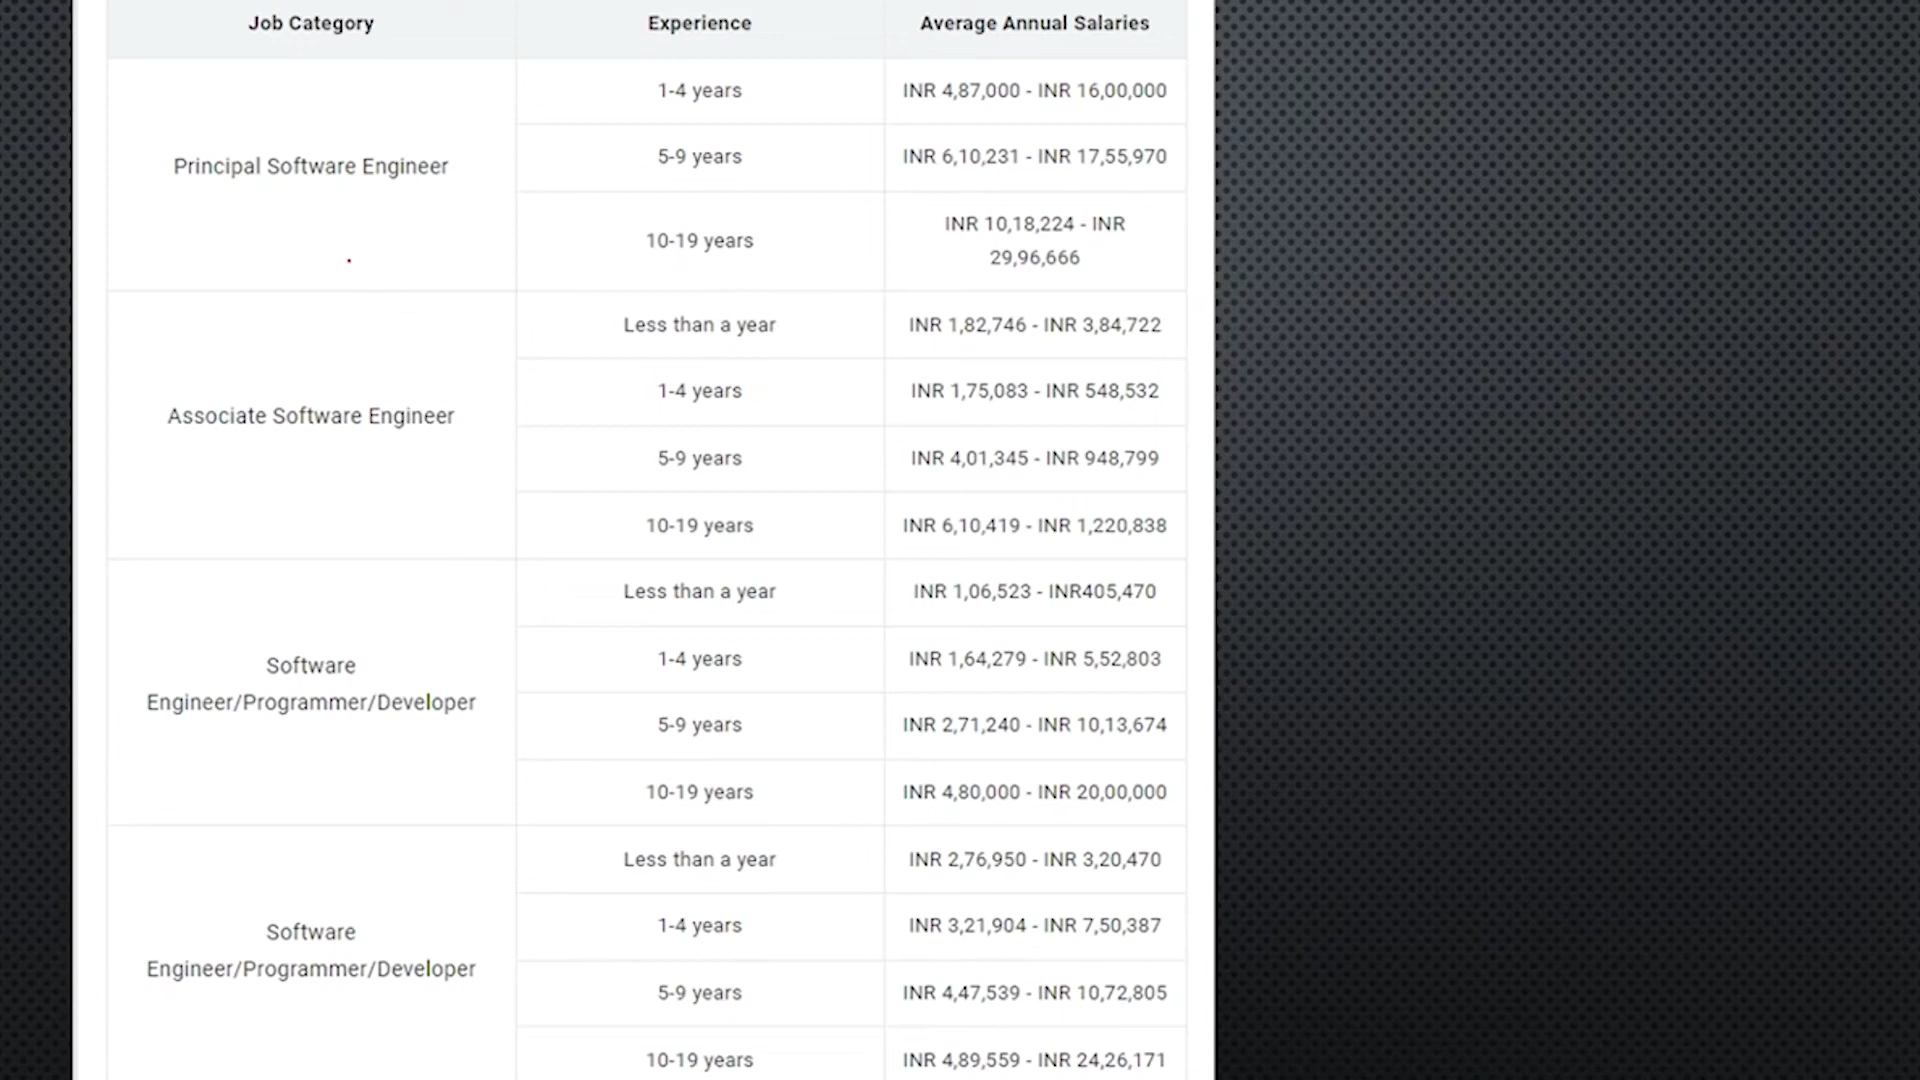 Job Category Experience Average Annual Salaries
Principal Software Engineer
1-4 years INR 4,87,000 - INR 16,00,000
5-9 years INR 6,10,231 - INR 17,55,970
10-19 years INR 10,18,224 - INR
29,96,666
Associate Software Engineer
Less than a year INR 1,82,746 - INR 3,84,722
1-4 years INR 1,75,083 - INR 548,532
5-9 years INR 4,01,345 - INR 948,799
10-19 years INR 6,10,419 - INR 1,220,838
Software
Engineer/Programmer/Developer
Less than a year INR 1,06,523 - INR405,470
1-4 years INR 1,64,279 - INR 5,52,803
5-9 years INR 2,71,240 - INR 10,13,674
10-19 years INR 4,80,000 - INR 20,00,000
Software
Engineer/Programmer/Developer
Less than a year INR 2,76,950 - INR 3,20,470
1-4 years INR 3,21,904 - INR 7,50,387
5-9 years INR 4,47,539 - INR 10,72,805
10-19 years INR 4,89,559 - INR 24,26,171